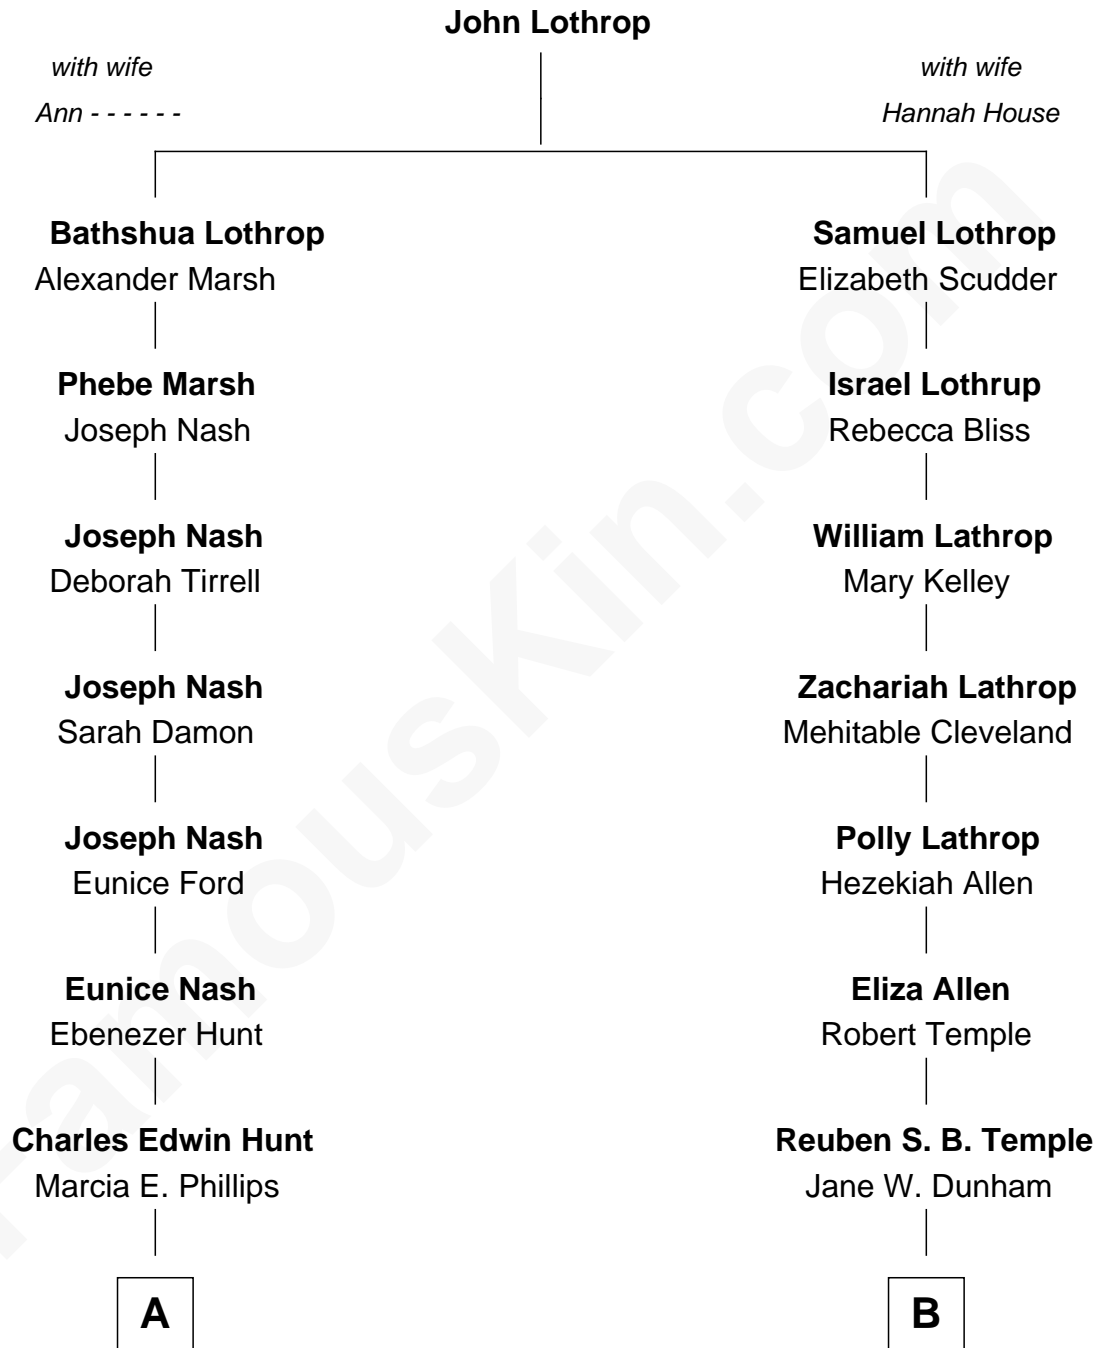 John Lothrop
with wife
Ann - - - - - -
with wife
Hannah House
Bathshua Lothrop
Alexander Marsh
Samuel Lothrop
Elizabeth Scudder
Phebe Marsh
Joseph Nash
Israel Lothrup
Rebecca Bliss
Joseph Nash
Deborah Tirrell
William Lathrop
Mary Kelley
Joseph Nash
Sarah Damon
Zachariah Lathrop
Mehitable Cleveland
Joseph Nash
Eunice Ford
Polly Lathrop
Hezekiah Allen
Eunice Nash
Ebenezer Hunt
Eliza Allen
Robert Temple
Charles Edwin Hunt
Marcia E. Phillips
Reuben S. B. Temple
Jane W. Dunham
A
B
FamousKin.com